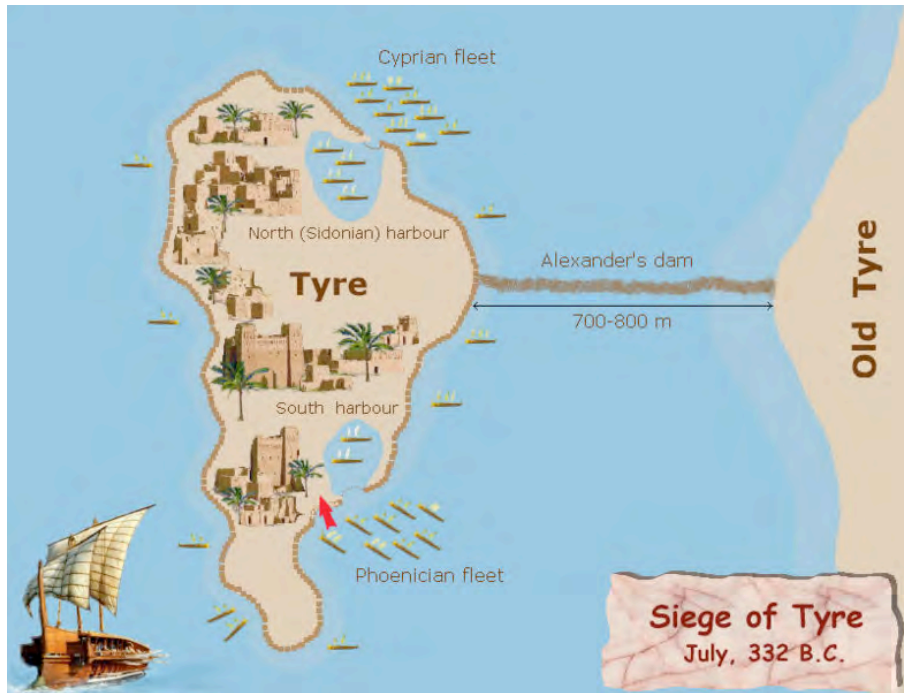 Cyprian fleet
North (Sidonian) harbour
Alexander's dam
Tyre
700-800 m
Old Tyre
South harbour
Phoenician fleet
Siege of Tyre
July, 332 B.C.